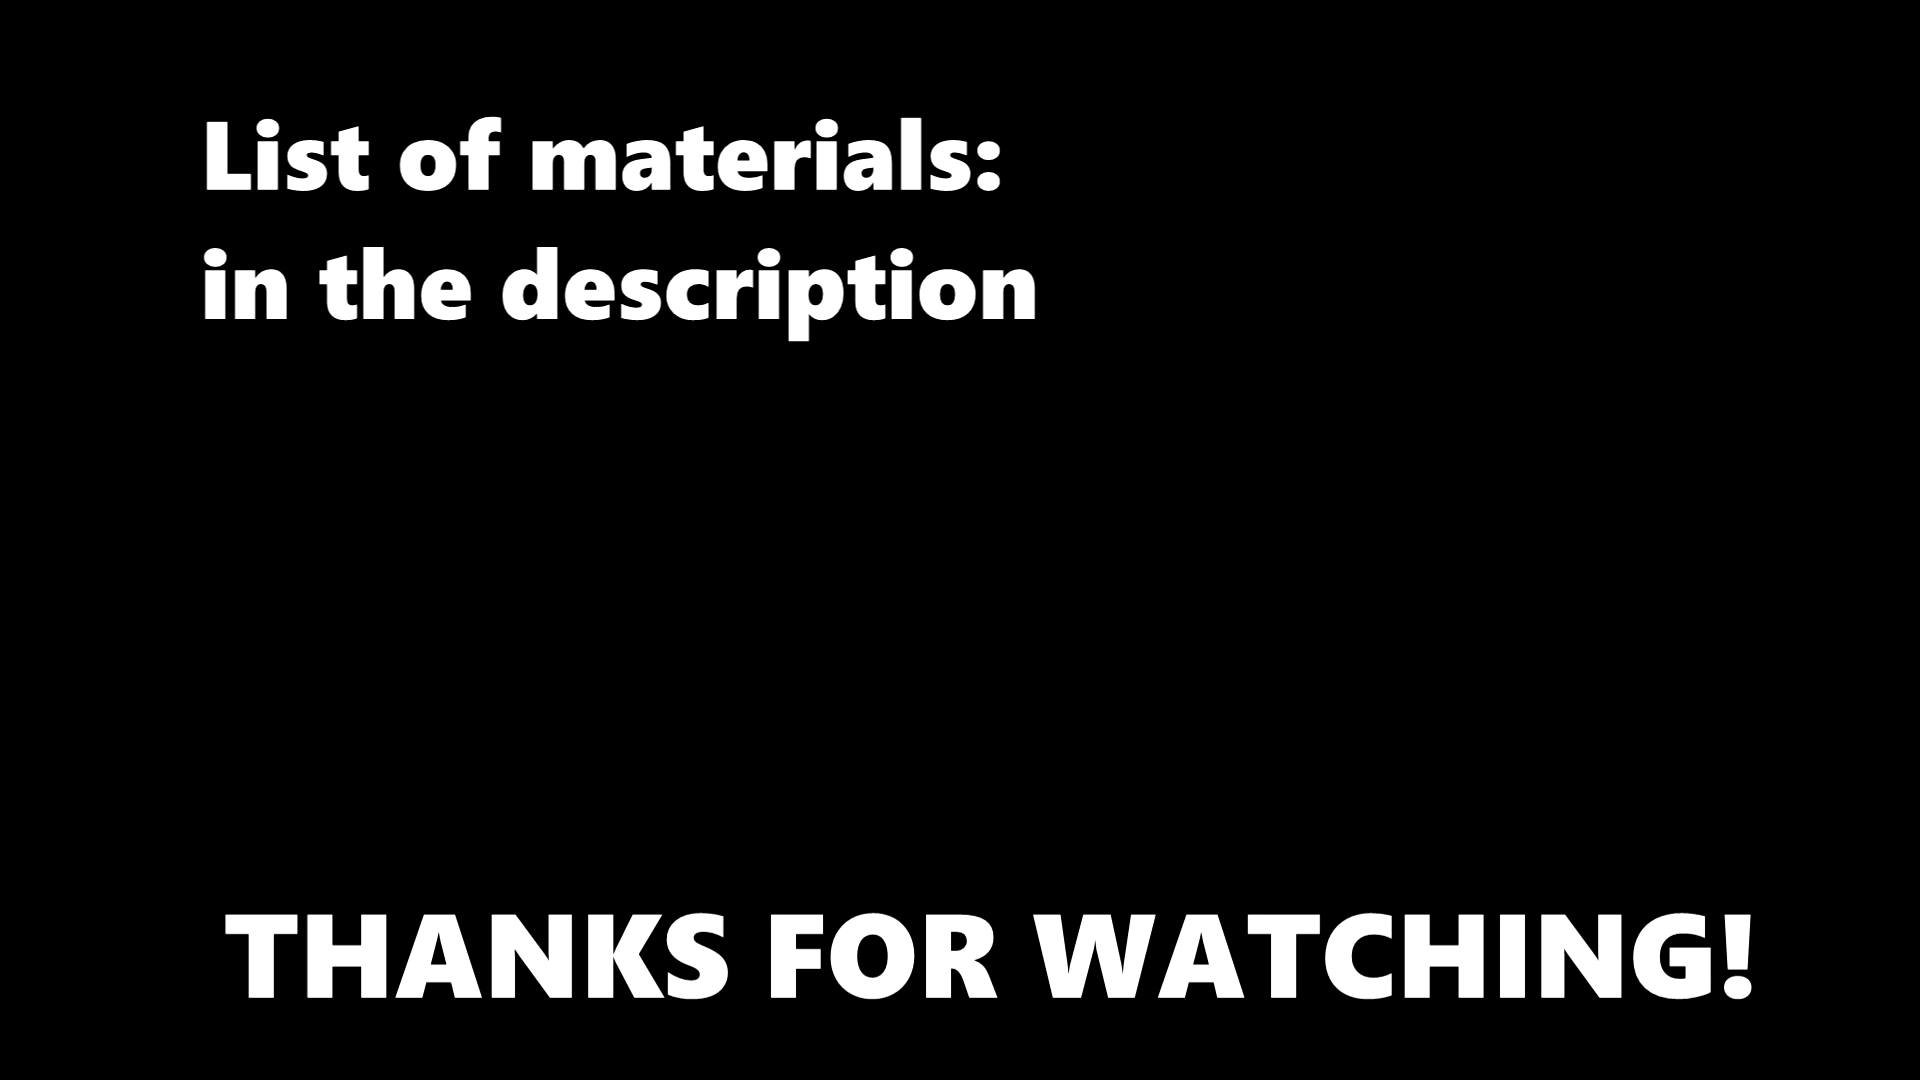 List of materials:
in the description
THANKS FOR WATCHING!